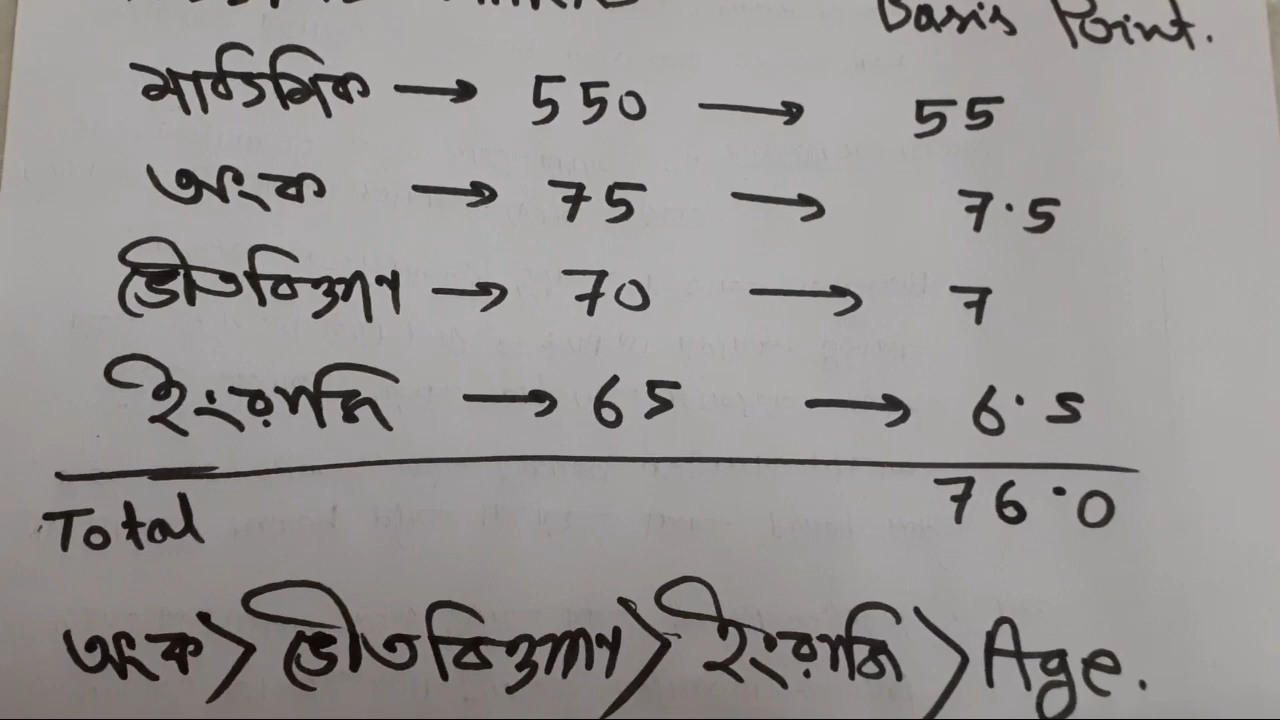 Basis Point.
মাধ্যমিক → 550 → 55
অংক → 75 → 7.5
ভৌতবিজ্ঞান → 70 → 7
ইংরাজি → 65 → 6.5
Total 76.0
অংক > ভৌতবিজ্ঞান > ইংরাজি > Age.